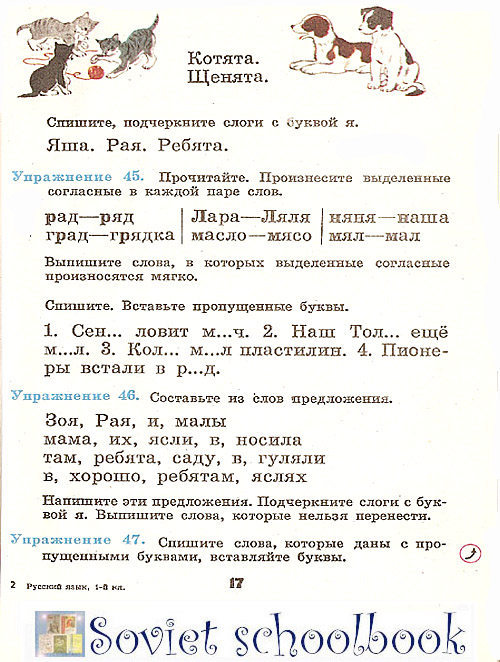 Котята.
Щенята.
Спишите, подчеркните слоги с буквой я.
Яша. Рая. Ребята.
Упражнение 45. Прочитайте. Произнесите выделенные
согласные в каждой паре слов.
рад—ряд | Лара—Ляля | няня—наша
град—грядка | масло—мясо | мял—мал
Выпишите слова, в которых выделенные согласные
произносятся мягко.
Спишите. Вставьте пропущенные буквы.
1. Сен... ловит м...ч. 2. Наш Тол... ещё
м...л. 3. Кол... м...л пластилин. 4. Пионе-
ры встали в р...д.
Упражнение 46. Составьте из слов предложения.
Зоя, Рая, и, малы
мама, их, ясли, в, носила
там, ребята, саду, в, гуляли
в, хорошо, ребятам, яслях
Напишите эти предложения. Подчеркните слоги с бук-
вой я. Выпишите слова, которые нельзя перенести.
Упражнение 47. Спишите слова, которые даны с про-
пущенными буквами, вставляйте буквы.
2 Русский язык, 1-й кл.
17
Soviet schoolbook